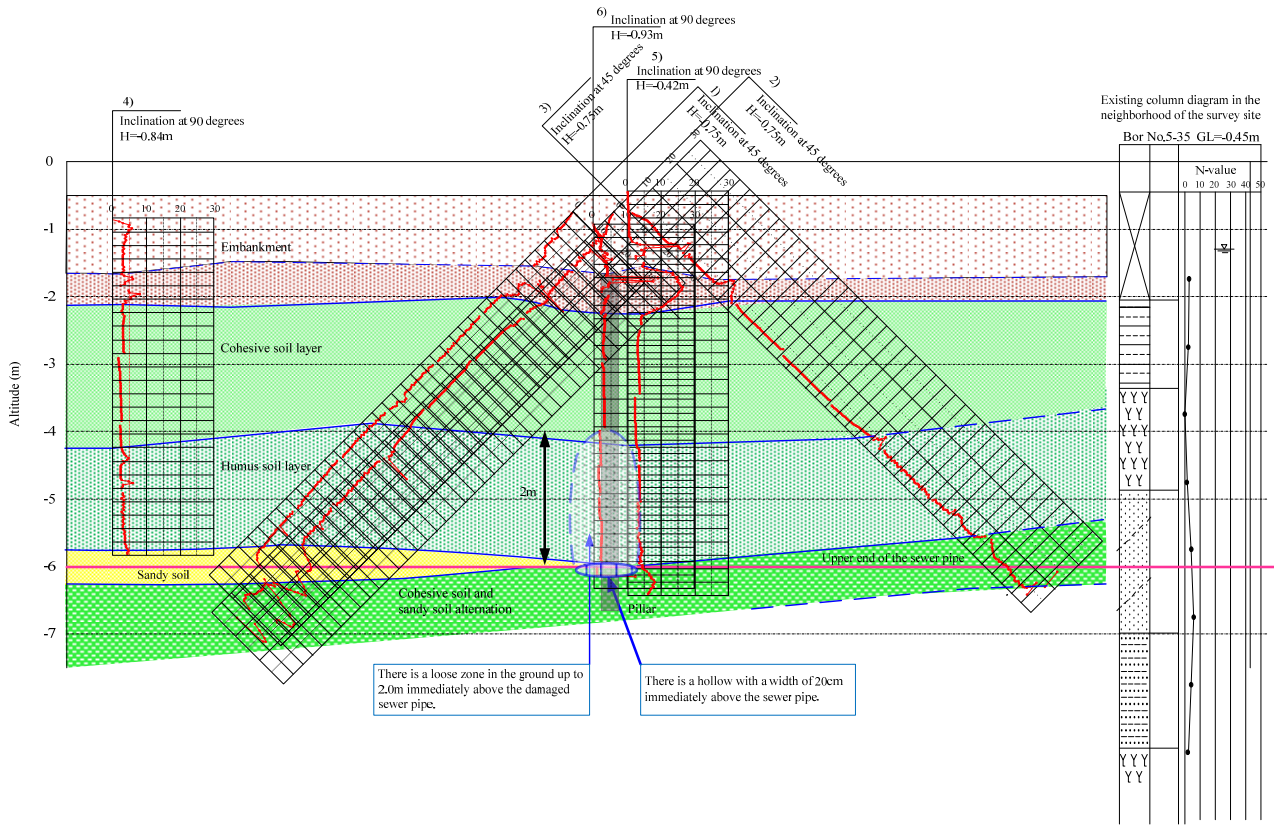 6)
Inclination at 90 degrees
H=-0.93m
5)
Inclination at 90 degrees
H=-0.42m
3)
Inclination at 45 degrees
H=-0.75m
1)
Inclination at 45 degrees
H=-0.75m
2)
Inclination at 45 degrees
H=-0.75m
4)
Inclination at 90 degrees
H=-0.84m
Existing column diagram in the
neighborhood of the survey site
Bor No.5-35 GL=-0.45m
N-value
0 10 20 30 40 50
Altitude (m)
0
-1
-2
-3
-4
-5
-6
-7
0 10 20 30
0 10 20 30
Embankment
Cohesive soil layer
Humus soil layer
2m
Sandy soil
Upper end of the sewer pipe
Cohesive soil and
sandy soil alternation
Pillar
There is a loose zone in the ground up to
2.0m immediately above the damaged
sewer pipe.
There is a hollow with a width of 20cm
immediately above the sewer pipe.